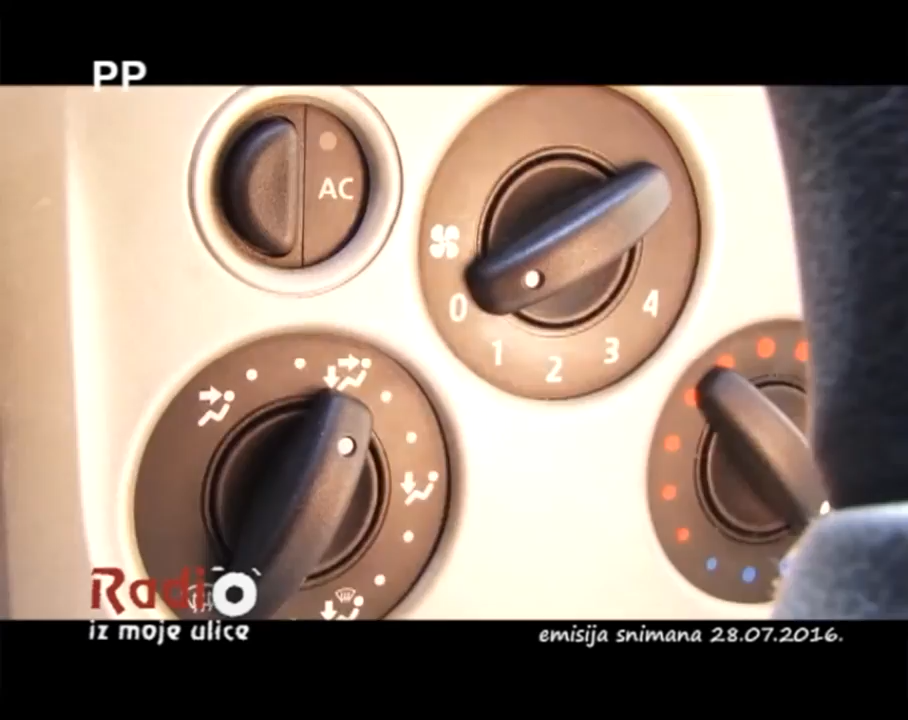 PP
AC
0
1
2
3
4
Radio
iz moje ulice
emisija snimana 28.07.2016.